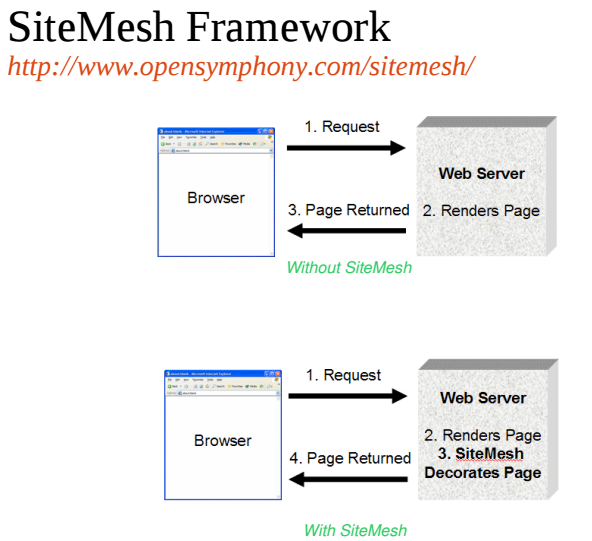 SiteMesh Framework
http://www.opensymphony.com/sitemesh/
1. Request
Browser
Web Server
2. Renders Page
3. Page Returned
Without SiteMesh
1. Request
Browser
Web Server
2. Renders Page
3. SiteMesh
Decorates Page
4. Page Returned
With SiteMesh